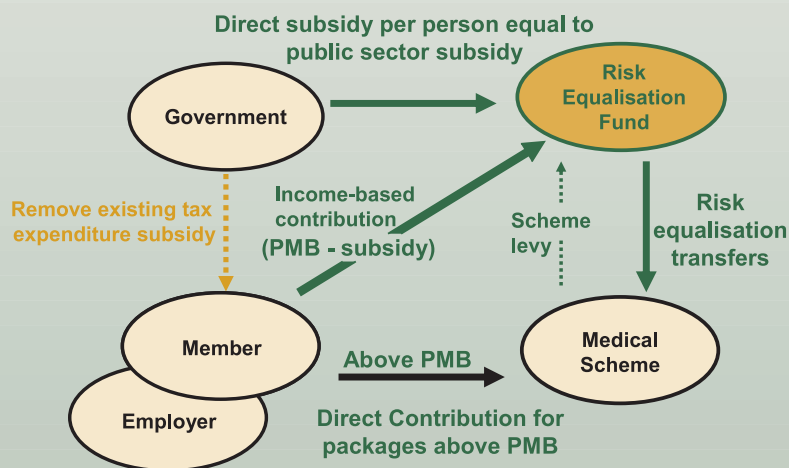 Direct subsidy per person equal to
public sector subsidy
Government
Risk
Equalisation
Fund
Remove existing tax
expenditure subsidy
Income-based
contribution
(PMB - subsidy)
Scheme
levy
Risk
equalisation
transfers
Member
Employer
Above PMB
Direct Contribution for
packages above PMB
Medical
Scheme